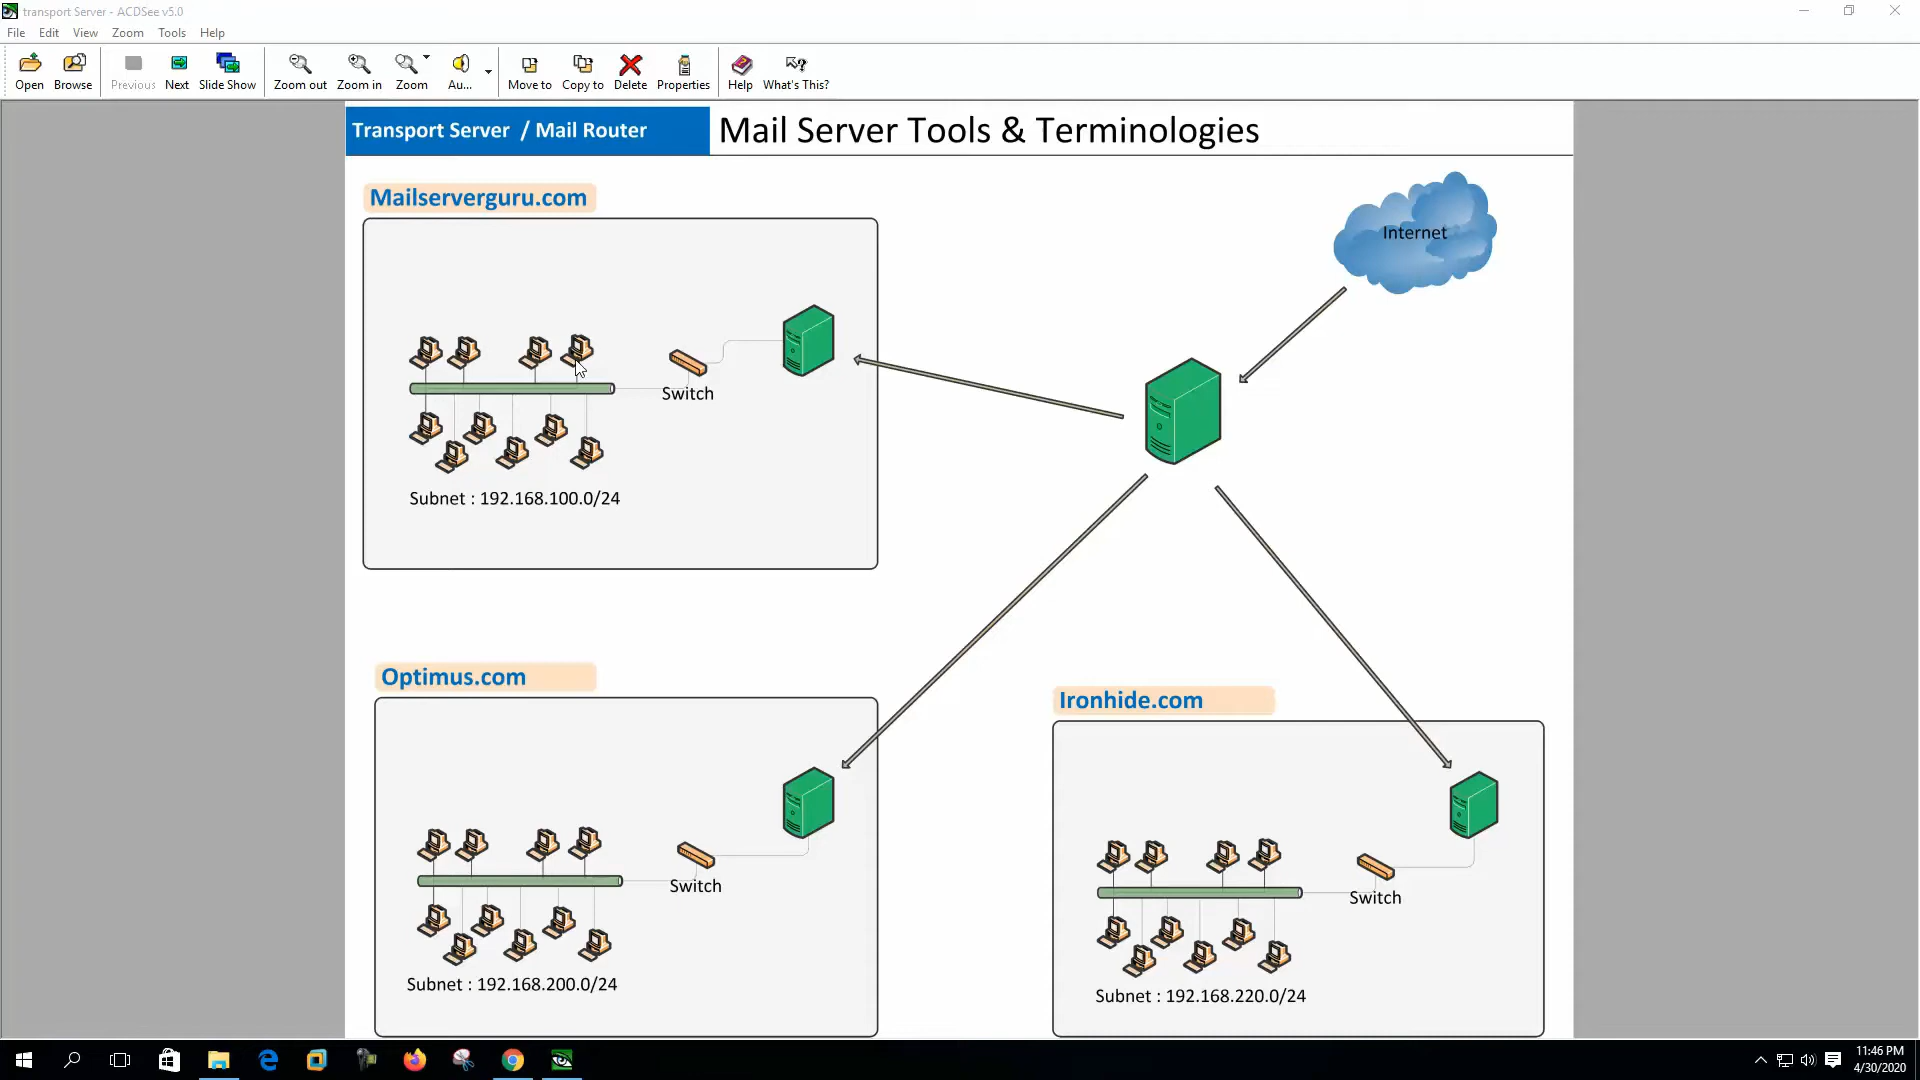 transport Server - ACDSee v5.0
File Edit View Zoom Tools Help
Open Browse Previous Next Slide Show Zoom out Zoom in Zoom Au... Move to Copy to Delete Properties Help What's This?
Transport Server / Mail Router
Mail Server Tools & Terminologies
Mailserverguru.com
Internet
Switch
Subnet : 192.168.100.0/24
Optimus.com
Ironhide.com
Switch
Switch
Subnet : 192.168.200.0/24
Subnet : 192.168.220.0/24
11:46 PM
4/30/2020